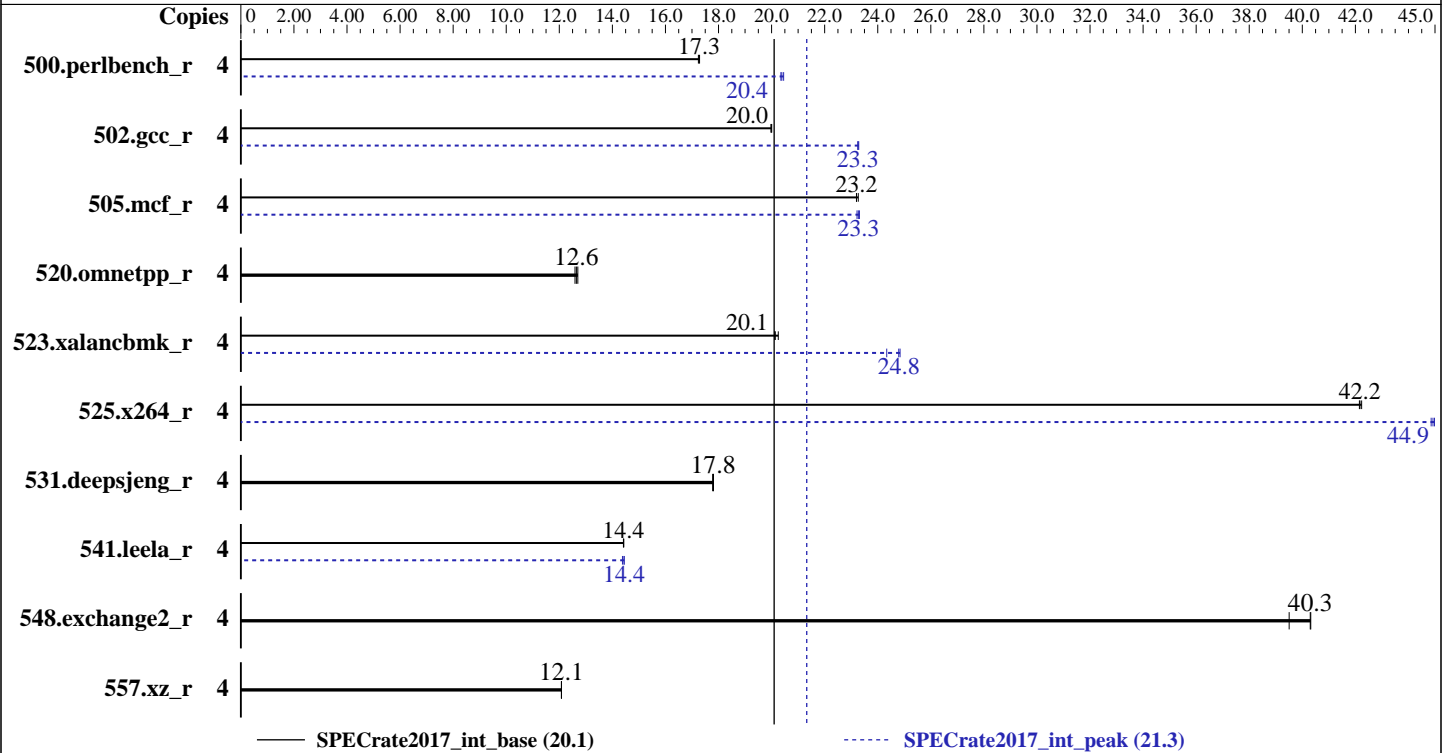 Copies 0 2.00 4.00 6.00 8.00 10.0 12.0 14.0 16.0 18.0 20.0 22.0 24.0 26.0 28.0 30.0 32.0 34.0 36.0 38.0 40.0 42.0 45.0
17.3
500.perlbench_r 4
20.4
20.0
502.gcc_r 4
23.3
23.2
505.mcf_r 4
23.3
12.6
520.omnetpp_r 4
20.1
523.xalancbmk_r 4
24.8
42.2
525.x264_r 4
44.9
17.8
531.deepsjeng_r 4
14.4
541.leela_r 4
14.4
40.3
548.exchange2_r 4
12.1
557.xz_r 4
SPECrate2017_int_base (20.1) SPECrate2017_int_peak (21.3)